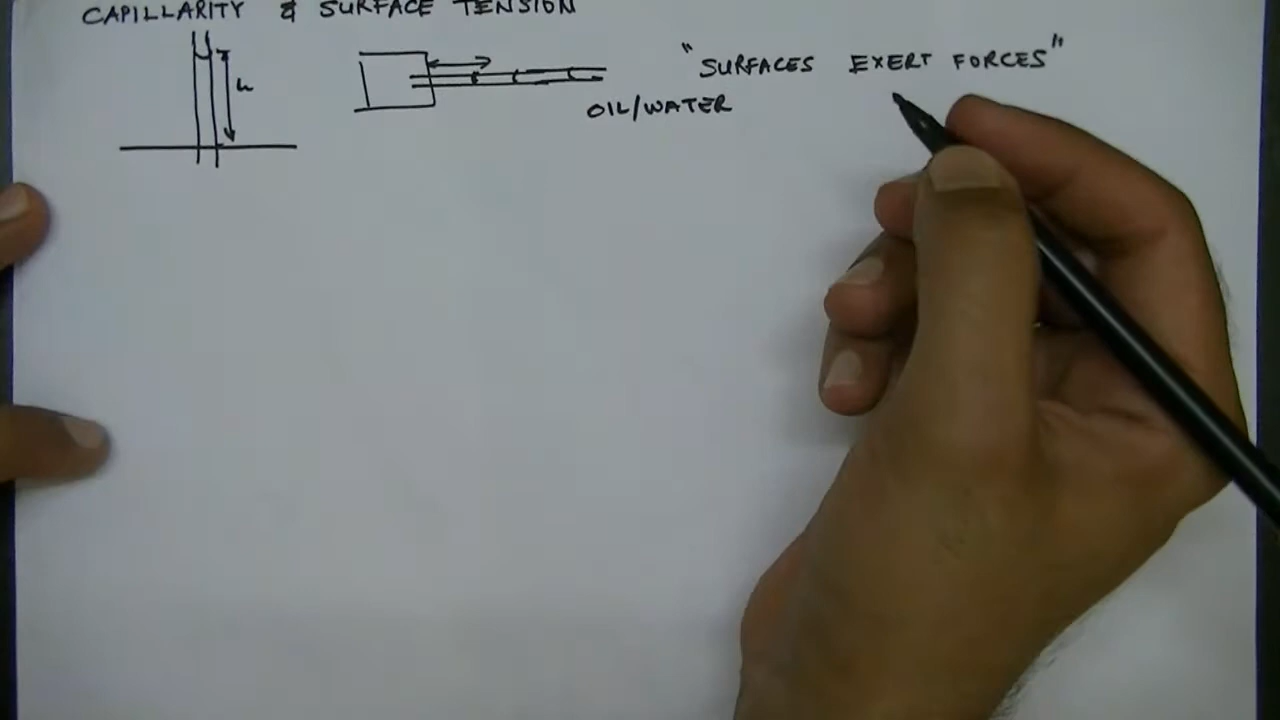 CAPILLARITY & SURFACE TENSION
h
"SURFACES EXERT FORCES"
OIL/WATER